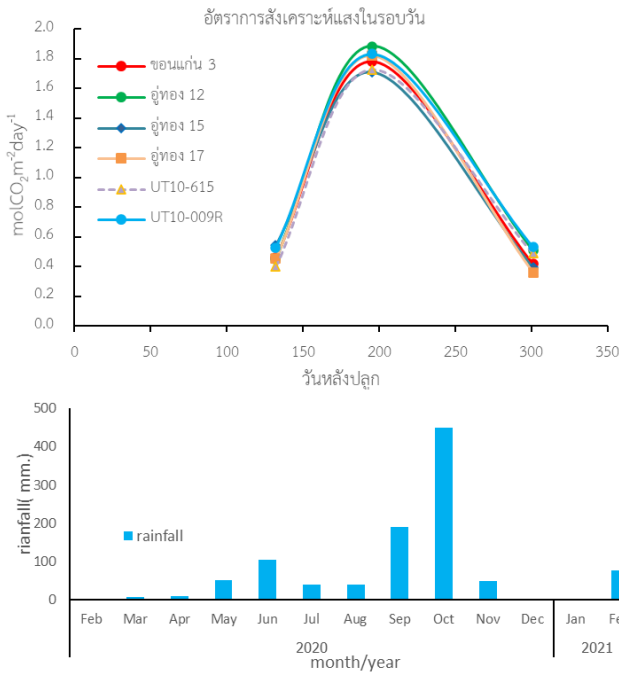 อัตราการสังเคราะห์แสงในรอบวัน
2.0
1.8
1.6
1.4
1.2
1.0
0.8
0.6
0.4
0.2
0.0
molCO2m-2day-1
ขอนแก่น 3
อู่ทอง 12
อู่ทอง 15
อู่ทอง 17
UT10-615
UT10-009R
0 50 100 150 200 250 300 350
วันหลังปลูก
500
400
300
200
100
0
rianfall( mm.)
rainfall
Feb Mar Apr May Jun Jul Aug Sep Oct Nov Dec Jan
2020 2021
month/year